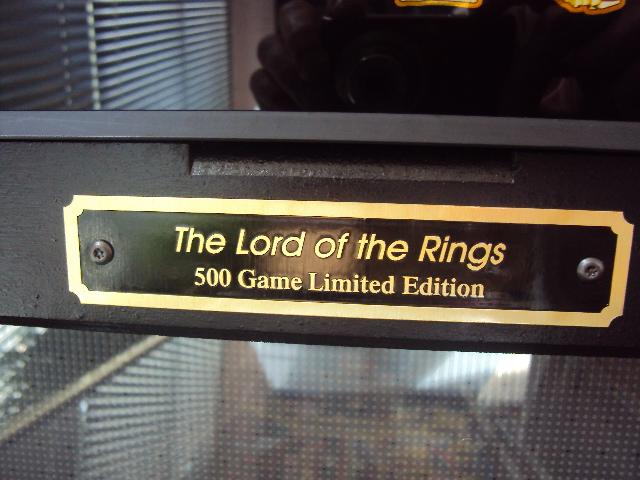 The Lord of the Rings
500 Game Limited Edition